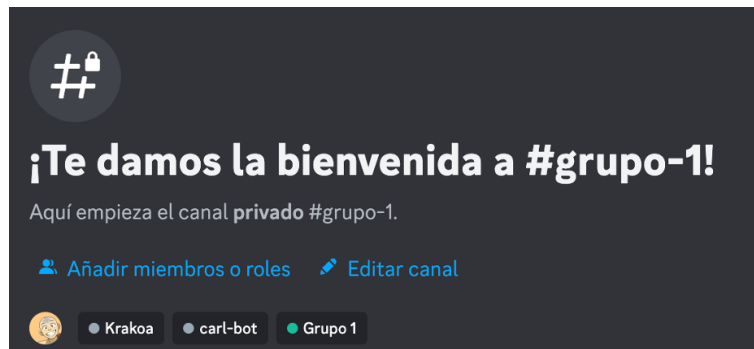 ¡Te damos la bienvenida a #grupo-1!
Aquí empieza el canal privado #grupo-1.
Añadir miembros o roles Editar canal
Krakoa carl-bot Grupo 1